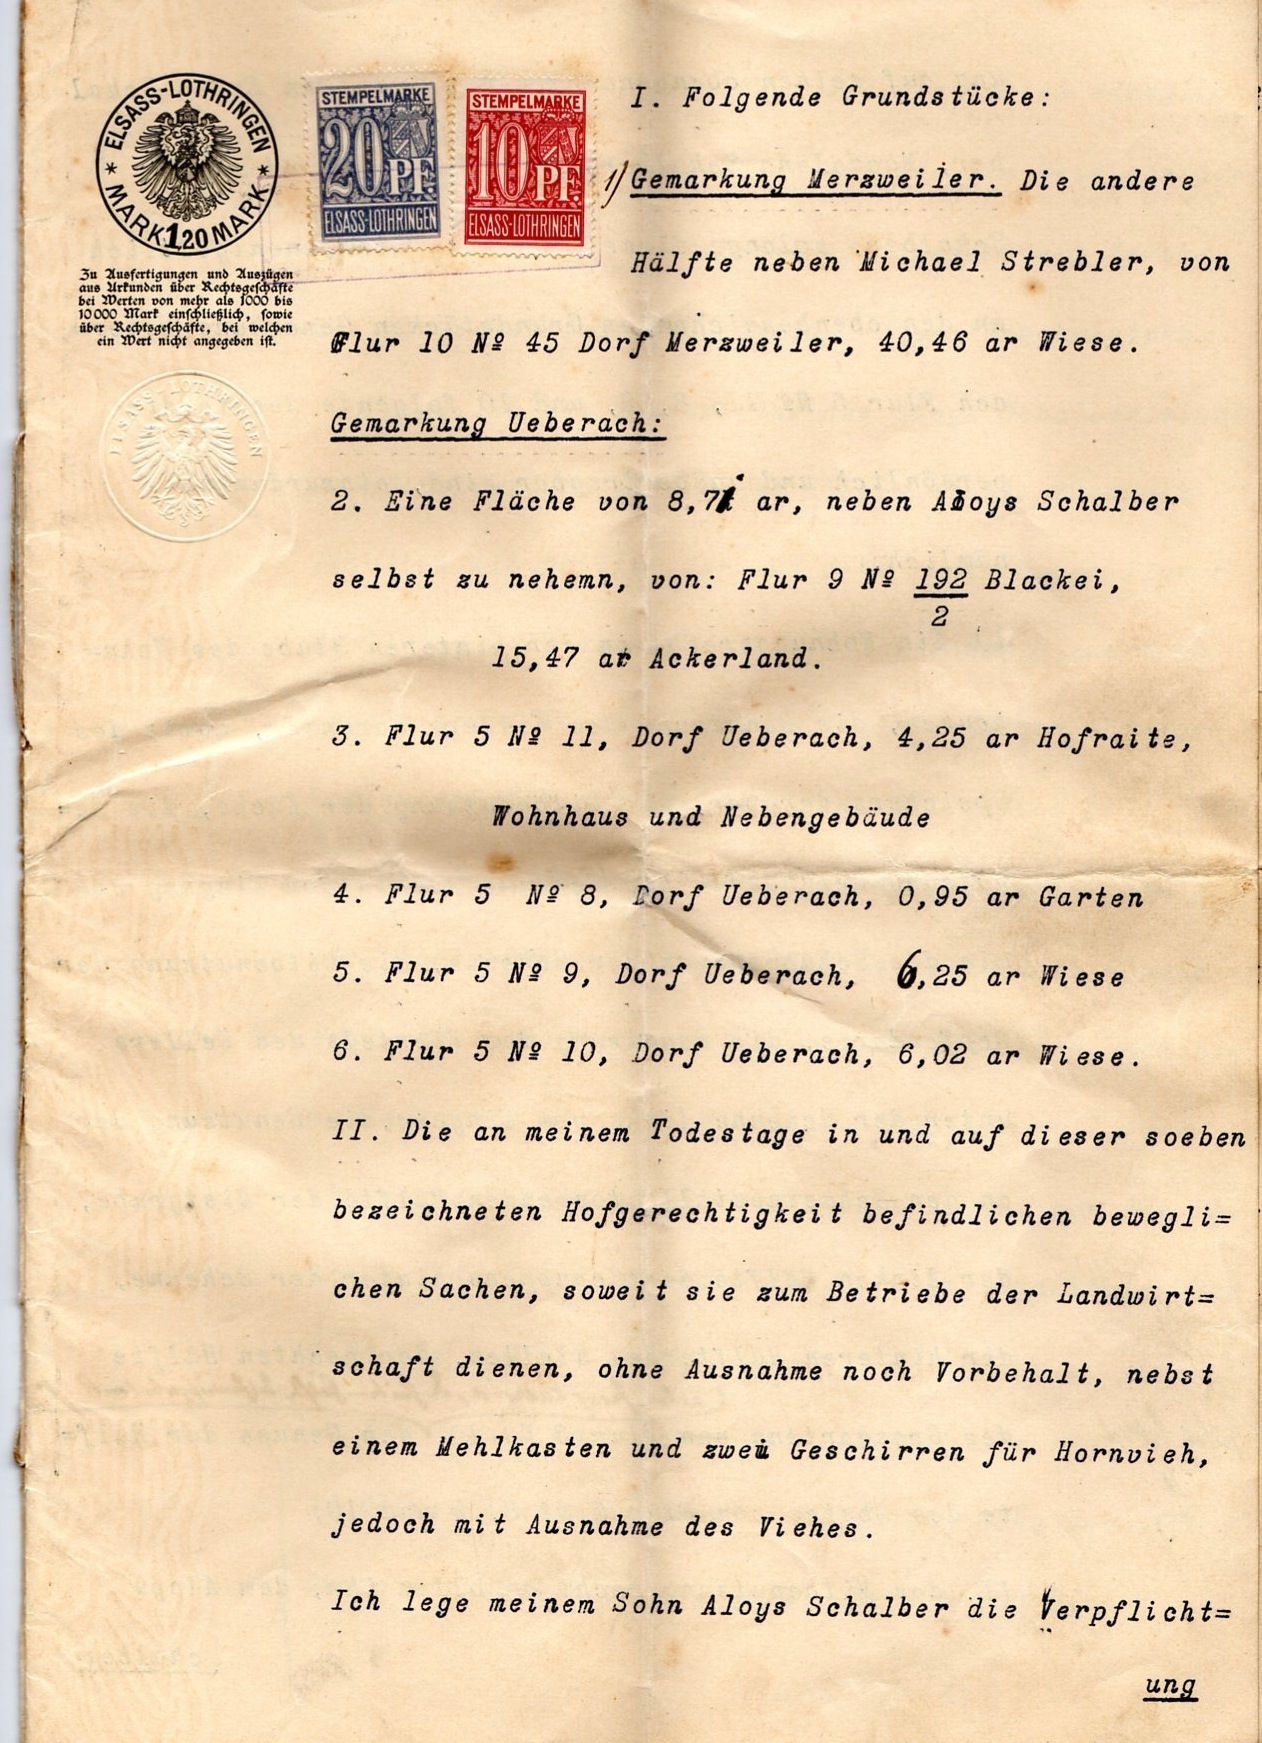 ELSASS-LOTHRINGEN
* MARK 1,20 MARK *
Zu Ausfertigungen und Auszügen
aus Urkunden über Rechtsgeschäfte
bei Werten von mehr als 1000 bis
10000 Mark einschließlich, sowie
über Rechtsgeschäfte, bei welchen
ein Wert nicht angegeben ist.
ELSASS LOTHRINGEN
STEMPELMARKE
20 PF.
ELSASS-LOTHRINGEN
STEMPELMARKE
10 PF.
ELSASS-LOTHRINGEN
I. Folgende Grundstücke:
1) Gemarkung Merzweiler. Die andere
Hälfte neben Michael Strebler, von
Flur 10 Nº 45 Dorf Merzweiler, 40,46 ar Wiese.
Gemarkung Ueberach:
2. Eine Fläche von 8,71 ar, neben Aloys Schalber
selbst zu nehemn, von: Flur 9 Nº 192/2 Blackei,
15,47 ar Ackerland.
3. Flur 5 Nº 11, Dorf Ueberach, 4,25 ar Hofraite,
Wohnhaus und Nebengebäude
4. Flur 5 Nº 8, Dorf Ueberach, 0,95 ar Garten
5. Flur 5 Nº 9, Dorf Ueberach, 6,25 ar Wiese
6. Flur 5 Nº 10, Dorf Ueberach, 6,02 ar Wiese.
II. Die an meinem Todestage in und auf dieser soeben
bezeichneten Hofgerechtigkeit befindlichen bewegli=
chen Sachen, soweit sie zum Betriebe der Landwirt=
schaft dienen, ohne Ausnahme noch Vorbehalt, nebst
einem Mehlkasten und zwei Geschirren für Hornvieh,
jedoch mit Ausnahme des Viehes.
Ich lege meinem Sohn Aloys Schalber die Verpflicht=
ung